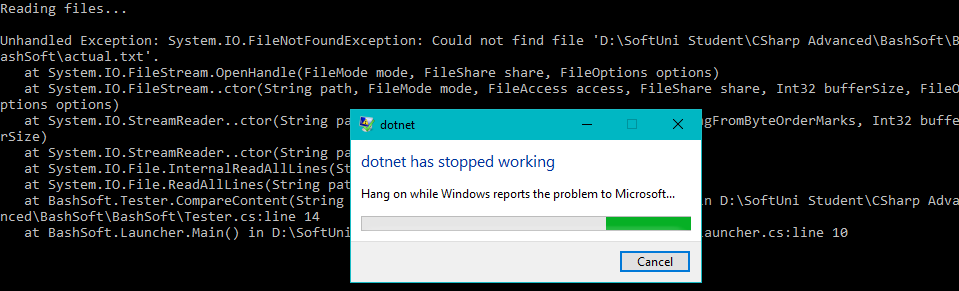 Reading files...
Unhandled Exception: System.IO.FileNotFoundException: Could not find file 'D:\SoftUni Student\CSharp Advanced\BashSoft\B
ashSoft\actual.txt'.
at System.IO.FileStream.OpenHandle(FileMode mode, FileShare share, FileOptions options)
at System.IO.FileStream..ctor(String path, FileMode mode, FileAccess access, FileShare share, Int32 bufferSize, FileO
ptions options)
at System.IO.StreamReader..ctor(String pa ngFromByteOrderMarks, Int32 buffe
rSize)
at System.IO.StreamReader..ctor(String pa
at System.IO.File.InternalReadAllLines(S
at System.IO.File.ReadAllLines(String pat
at BashSoft.Tester.CompareContent(String in D:\SoftUni Student\CSharp Adva
nced\BashSoft\BashSoft\Tester.cs:line 14
at BashSoft.Launcher.Main() in D:\SoftUni auncher.cs:line 10
dotnet
dotnet has stopped working
Hang on while Windows reports the problem to Microsoft...
Cancel